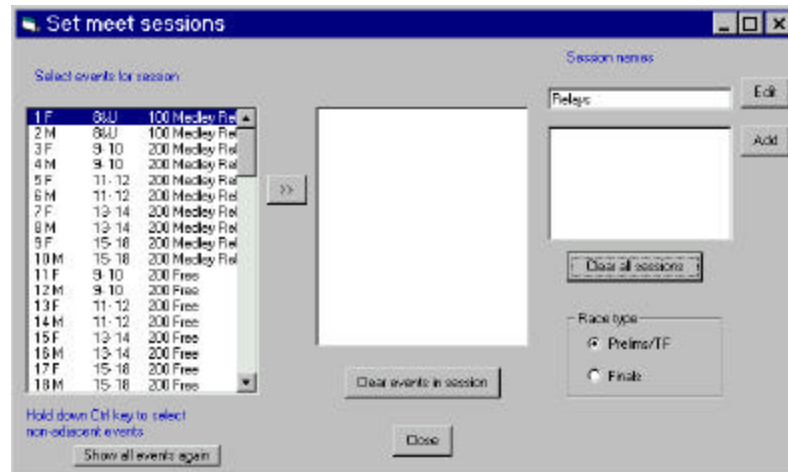 Set meet sessions
Select events for session
Session names
1 F 8&U 100 Medley Rel
2 M 8&U 100 Medley Rel
3 F 9-10 200 Medley Rel
4 M 9-10 200 Medley Rel
5 F 11-12 200 Medley Rel
6 M 11-12 200 Medley Rel
7 F 13-14 200 Medley Rel
8 M 13-14 200 Medley Rel
9 F 15-18 200 Medley Rel
10 M 15-18 200 Medley Rel
11 F 9-10 200 Free
12 M 9-10 200 Free
13 F 11-12 200 Free
14 M 11-12 200 Free
15 F 13-14 200 Free
16 M 13-14 200 Free
17 F 15-18 200 Free
18 M 15-18 200 Free
>>
Relays
Edit
Add
Clear all sessions
Race type
Prelims/TF
Finals
Clear events in session
Hold down Ctrl key to select
non-adjacent events
Show all events again
Close